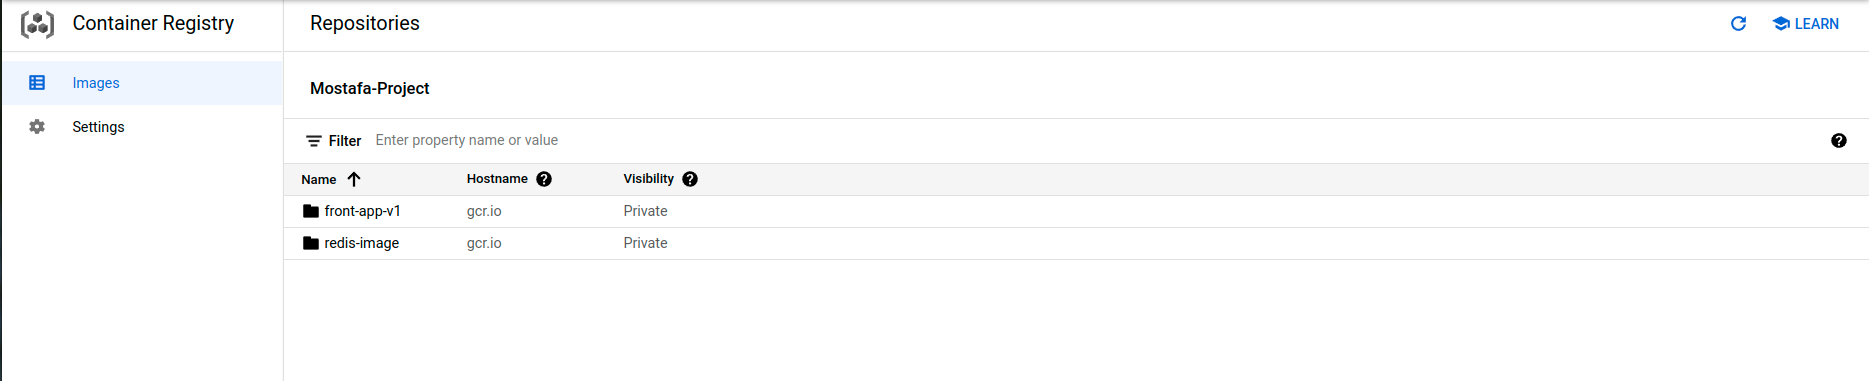 Container Registry
Repositories
LEARN
Images
Settings
Mostafa-Project
Filter Enter property name or value
Name Hostname Visibility
front-app-v1 gcr.io Private
redis-image gcr.io Private